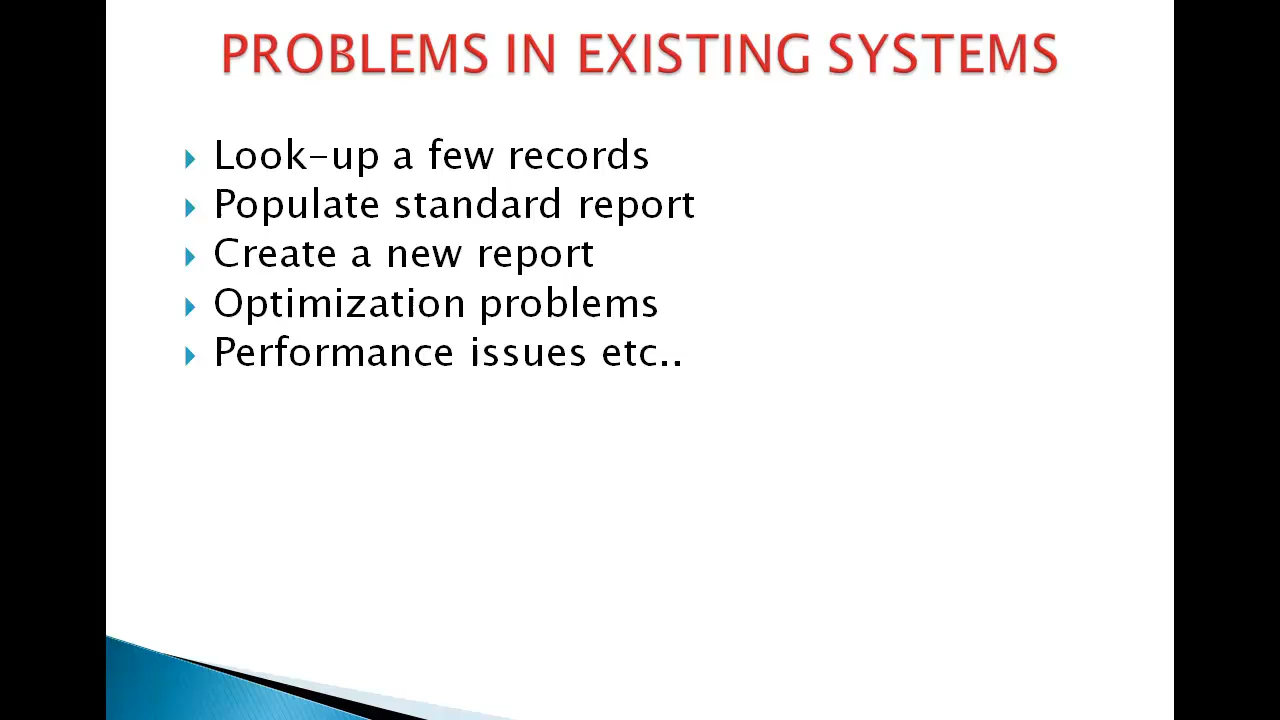 PROBLEMS IN EXISTING SYSTEMS
Look-up a few records
Populate standard report
Create a new report
Optimization problems
Performance issues etc..